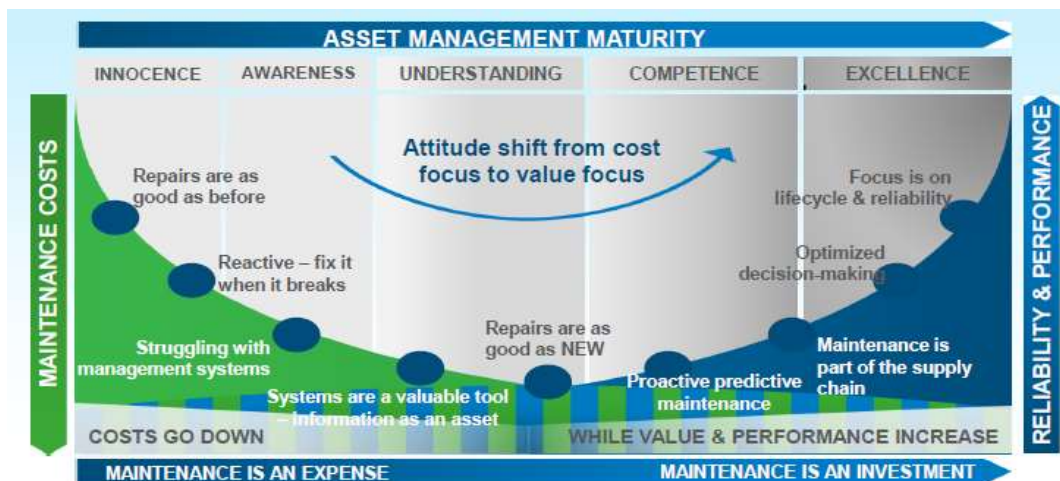 ASSET MANAGEMENT MATURITY
INNOCENCE
AWARENESS
UNDERSTANDING
COMPETENCE
EXCELLENCE
MAINTENANCE COSTS
Attitude shift from cost
focus to value focus
Repairs are as
good as before
Reactive – fix it
when it breaks
Struggling with
management systems
Systems are a valuable tool
– information as an asset
Repairs are as
good as NEW
Proactive predictive
maintenance
Maintenance is
part of the supply
chain
Optimized
decision-making
Focus is on
lifecycle & reliability
RELIABILITY & PERFORMANCE
COSTS GO DOWN
WHILE VALUE & PERFORMANCE INCREASE
MAINTENANCE IS AN EXPENSE
MAINTENANCE IS AN INVESTMENT